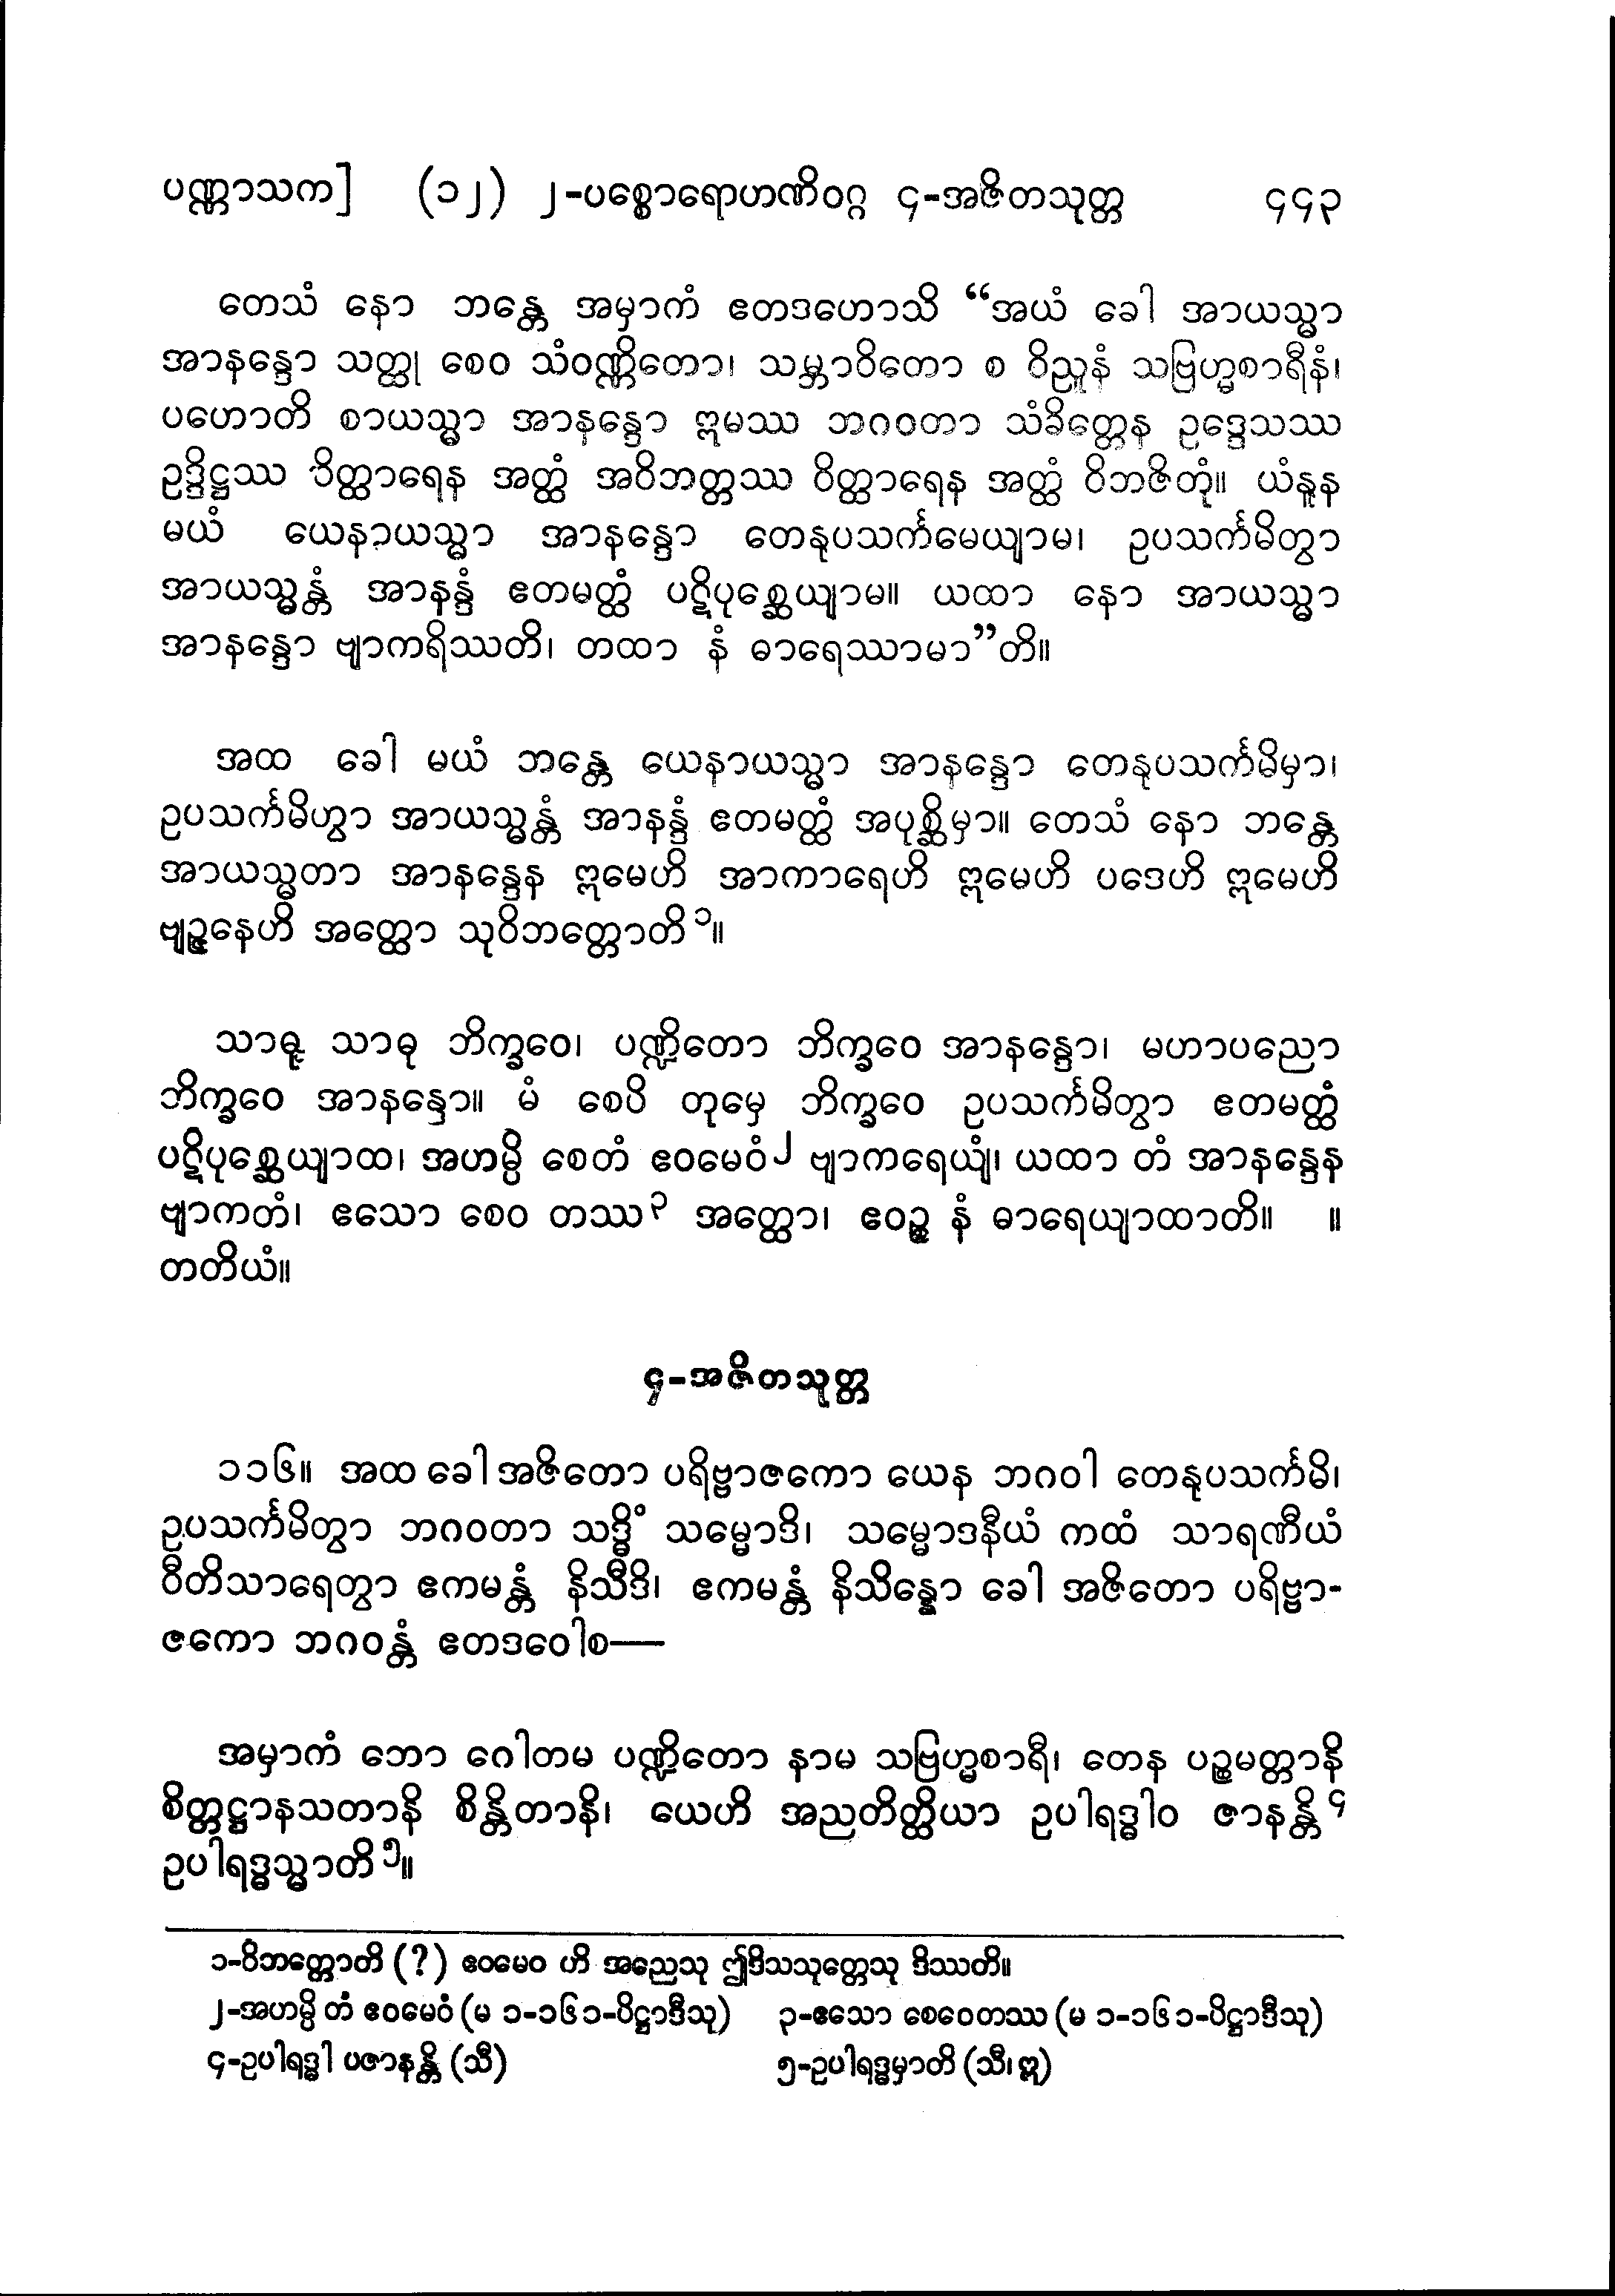 ပဏ္ဏာသက] (၁၂) ၂-ပစ္စောရောဟဏိဝဂ္ဂ ၄-အဇိတသုတ္တ ၄၄၃
တေသံ နော ဘန္တေ အမှာကံ ဧတဒဟောသိ “အယံ ခေါ အာယသ္မာ
အာနန္ဒော သတ္ထု စေဝ သံဝဏ္ဏိတော၊ သမ္ဘာဝိတော စ ဝိညူနံ သဗြဟ္မစာရီနံ၊
ပဟောတိ စာယသ္မာ အာနန္ဒော ဣမဿ ဘဂဝတာ သံခိတ္တေန ဥဒ္ဒေသဿ
ဥဒ္ဒိဋ္ဌဿ ဝိတ္ထာရေန အတ္ထံ အဝိဘတ္တဿ ဝိတ္ထာရေန အတ္ထံ ဝိဘဇိတုံ။ ယံနူန
မယံ ယေနာယသ္မာ အာနန္ဒော တေနုပသင်္ကမေယျာမ၊ ဥပသင်္ကမိတွာ
အာယသ္မန္တံ အာနန္ဒံ ဧတမတ္ထံ ပဋိပုစ္ဆေယျာမ။ ယထာ နော အာယသ္မာ
အာနန္ဒော ဗျာကရိဿတိ၊ တထာ နံ ဓာရေဿာမာ”တိ။
အထ ခေါ မယံ ဘန္တေ ယေနာယသ္မာ အာနန္ဒော တေနုပသင်္ကမိမှာ၊
ဥပသင်္ကမိတွာ အာယသ္မန္တံ အာနန္ဒံ ဧတမတ္ထံ အပုစ္ဆိမှာ။ တေသံ နော ဘန္တေ
အာယသ္မတာ အာနန္ဒေန ဣမေဟိ အာကာရေဟိ ဣမေဟိ ပဒေဟိ ဣမေဟိ
ဗျဉ္ဇနေဟိ အတ္ထော သုဝိဘတ္တောတိ ၁။
သာဓု သာဓု ဘိက္ခဝေ၊ ပဏ္ဍိတော ဘိက္ခဝေ အာနန္ဒော၊ မဟာပညော
ဘိက္ခဝေ အာနန္ဒော။ မံ စေပိ တုမှေ ဘိက္ခဝေ ဥပသင်္ကမိတွာ ဧတမတ္ထံ
ပဋိပုစ္ဆေယျာထ၊ အဟမ္ပိ စေတံ ဧဝမေဝံ၂ ဗျာကရေယျံ၊ ယထာ တံ အာနန္ဒေန
ဗျာကတံ၊ ဧသော စေဝ တဿ၃ အတ္ထော၊ ဧဝဉ္စ နံ ဓာရေယျာထာတိ။ ။
တတိယံ။
၄-အဇိတသုတ္တ
၁၁၆။ အထ ခေါ အဇိတော ပရိဗ္ဗာဇကော ယေန ဘဂဝါ တေနုပသင်္ကမိ၊
ဥပသင်္ကမိတွာ ဘဂဝတာ သဒ္ဓိံ သမ္မောဒိ၊ သမ္မောဒနီယံ ကထံ သာရဏီယံ
ဝီတိသာရေတွာ ဧကမန္တံ နိသီဒိ၊ ဧကမန္တံ နိသိန္နော ခေါ အဇိတော ပရိဗ္ဗာ-
ဇကော ဘဂဝန္တံ ဧတဒဝေါစ—
အမှာကံ ဘော ဂေါတမ ပဏ္ဍိတော နာမ သဗြဟ္မစာရီ၊ တေန ပဉ္စမတ္တာနိ
စိတ္တဋ္ဌာနသတာနိ စိန္တိတာနိ၊ ယေဟိ အညတိတ္ထိယာ ဥပါရဒ္ဓါဝ ဇာနန္တိ ၄
ဥပါရဒ္ဓသ္မာတိ ၅။
၁-ဝိဘတ္တောတိ (?) ဧဝမေဝ ဟိ အညေသု ဤဒိသသုတ္တေသု ဒိဿတိ။
၂-အဟမ္ပိ တံ ဧဝမေဝံ (မ ၁-၁၆၁-ပိဋ္ဌာဒီသု) ၃-ဧသော စေဝေတဿ (မ ၁-၁၆၁-ပိဋ္ဌာဒီသု)
၄-ဥပါရဒ္ဓါ ပဇာနန္တိ (သီ) ၅-ဥပါရဒ္ဓမှာတိ (သီ၊ ဣ)